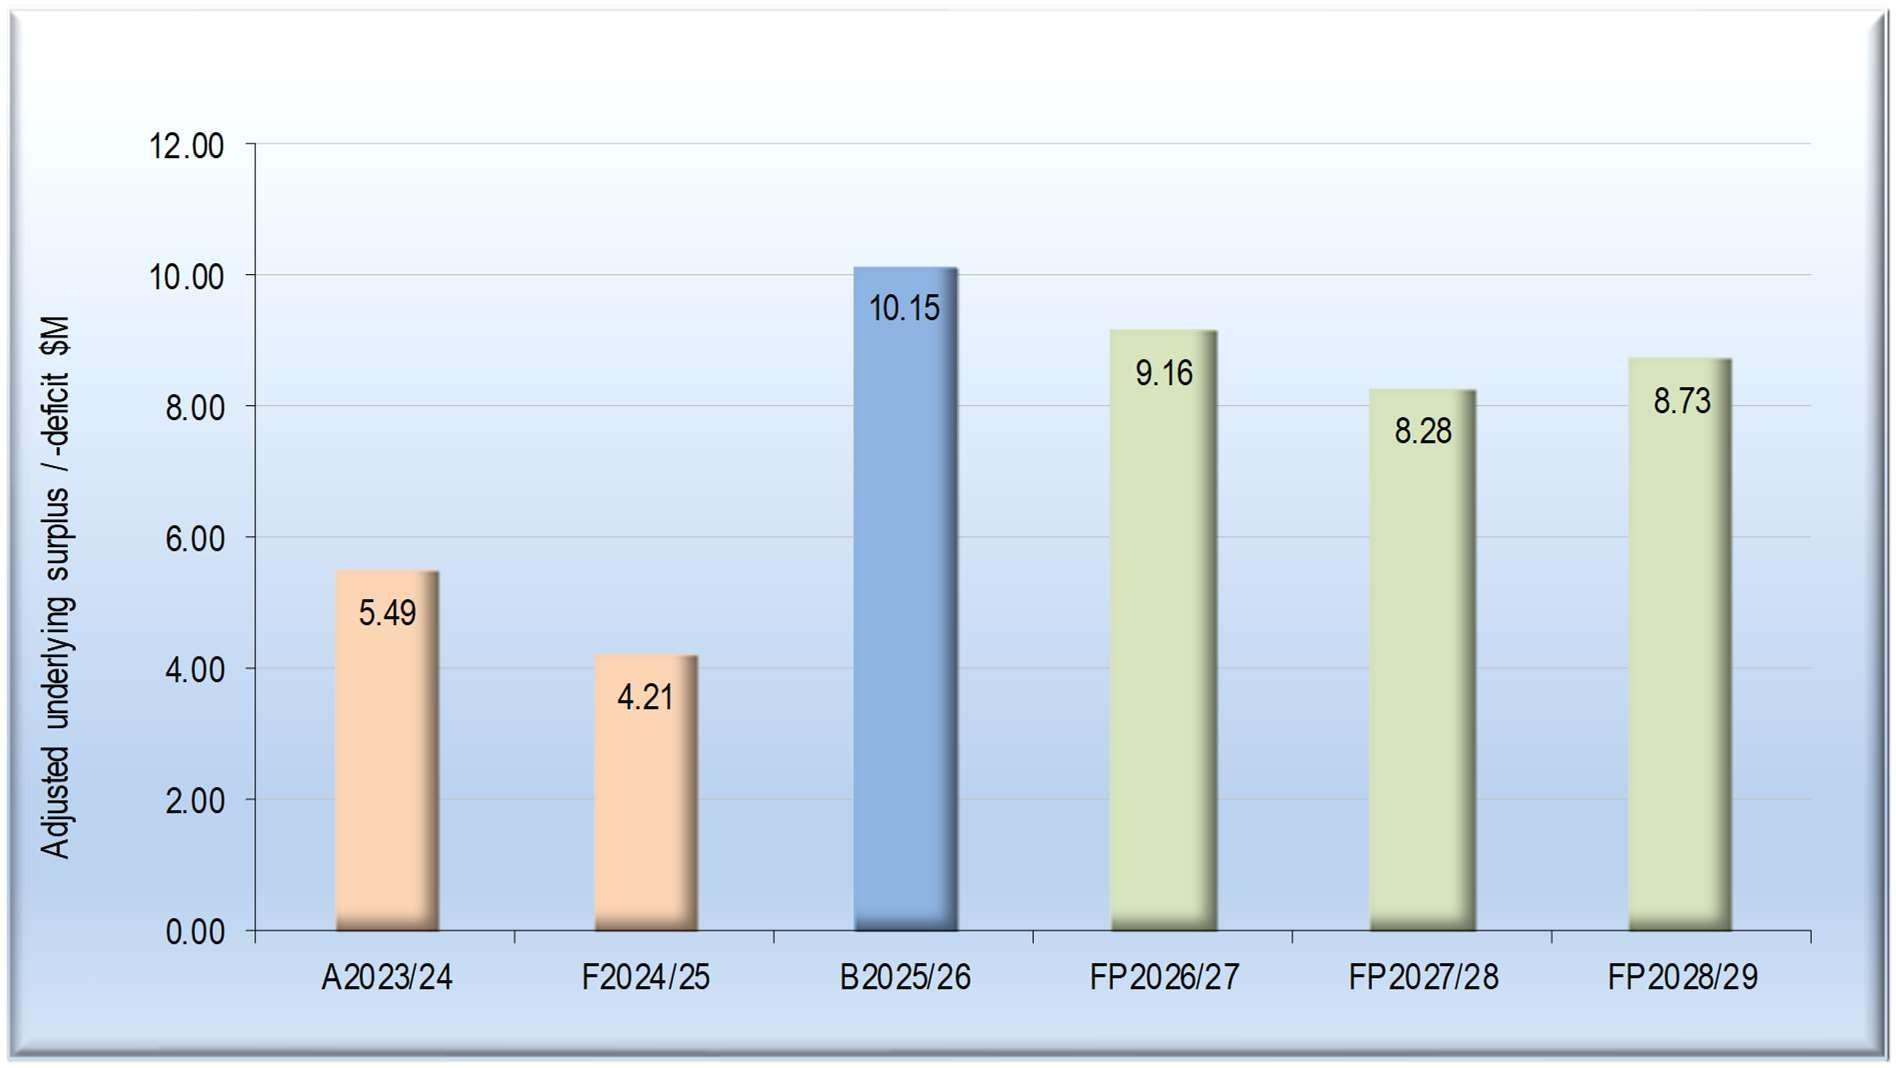 Adjusted underlying surplus / -deficit $M
12.00
10.00
8.00
6.00
4.00
2.00
0.00
5.49
4.21
10.15
9.16
8.28
8.73
A2023/24
F2024/25
B2025/26
FP2026/27
FP2027/28
FP2028/29